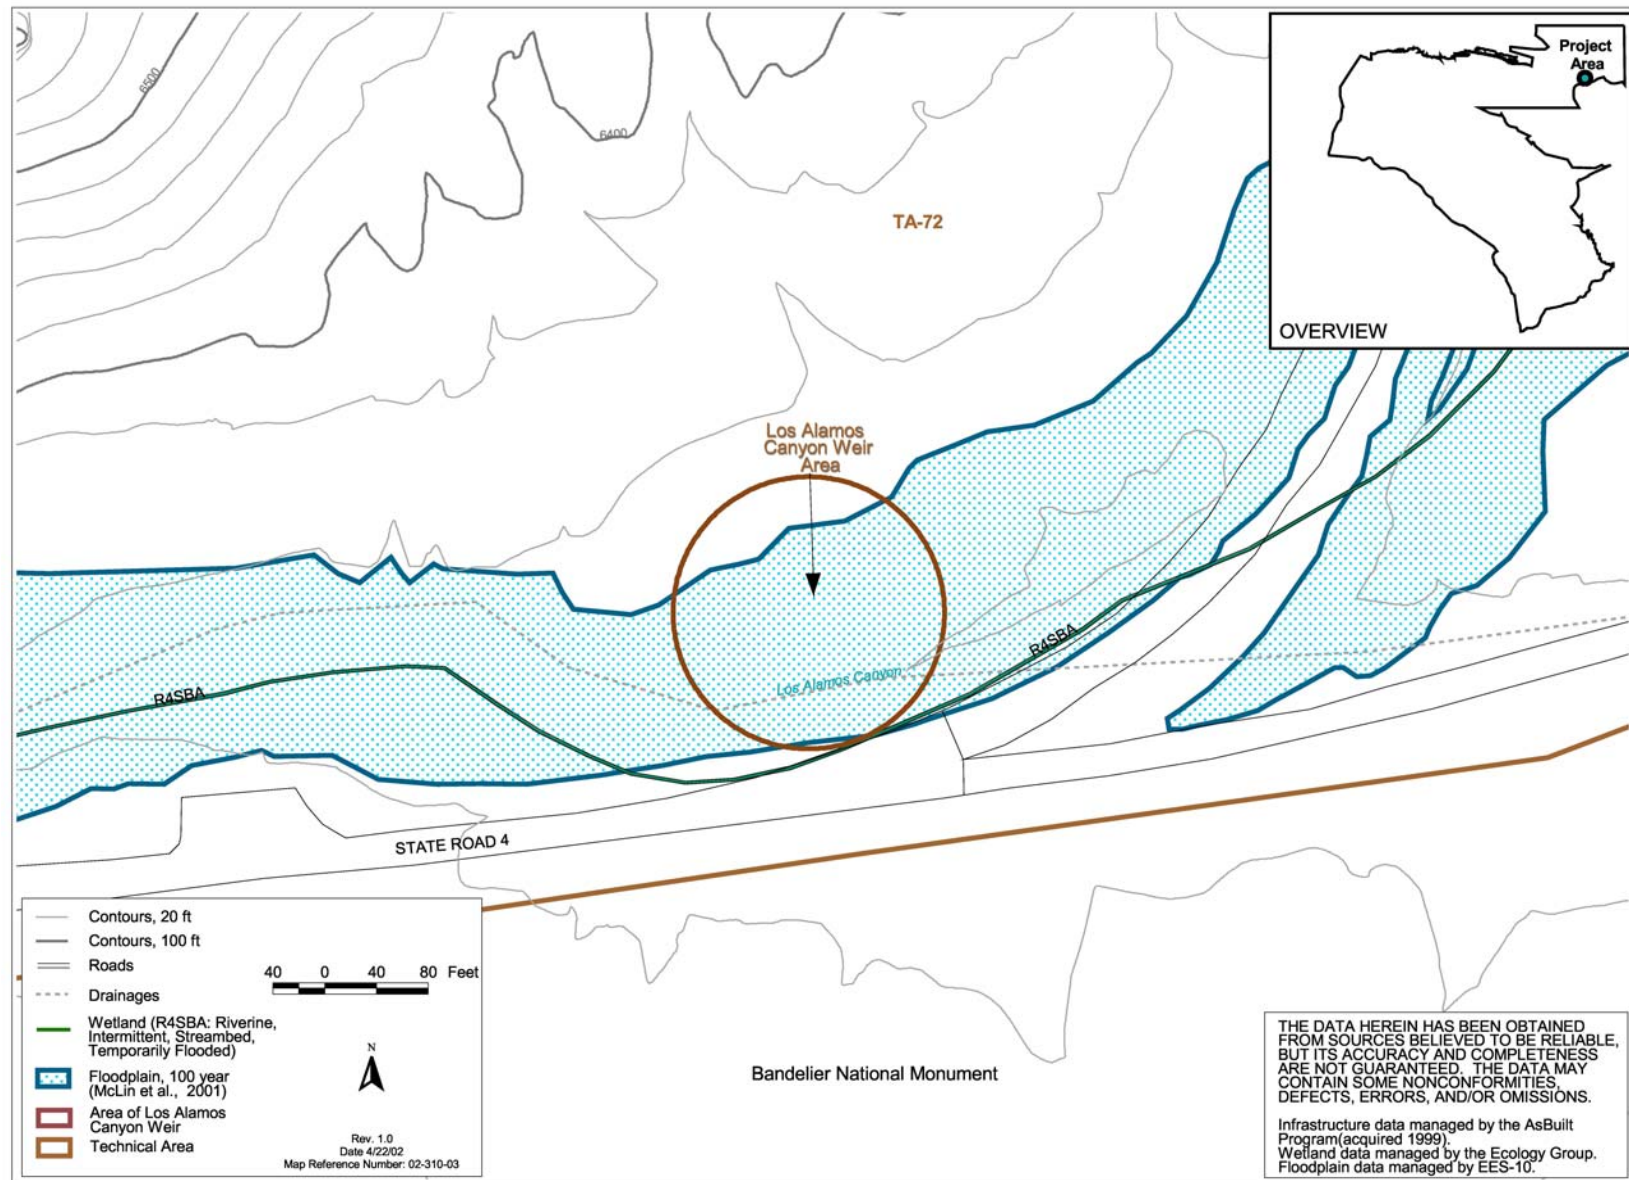 6500
6400
Project
Area
OVERVIEW
TA-72
Los Alamos
Canyon Weir
Area
R4SBA
R4SBA
Los Alamos Canyon
STATE ROAD 4
Contours, 20 ft
Contours, 100 ft
Roads
Drainages
Wetland (R4SBA: Riverine,
Intermittent, Streambed,
Temporarily Flooded)
Floodplain, 100 year
(McLin et al., 2001)
Area of Los Alamos
Canyon Weir
Technical Area
40 0 40 80 Feet
N
Rev. 1.0
Date 4/22/02
Map Reference Number: 02-310-03
Bandelier National Monument
THE DATA HEREIN HAS BEEN OBTAINED
FROM SOURCES BELIEVED TO BE RELIABLE,
BUT ITS ACCURACY AND COMPLETENESS
ARE NOT GUARANTEED. THE DATA MAY
CONTAIN SOME NONCONFORMITIES,
DEFECTS, ERRORS, AND/OR OMISSIONS.
Infrastructure data managed by the AsBuilt
Program(acquired 1999).
Wetland data managed by the Ecology Group.
Floodplain data managed by EES-10.